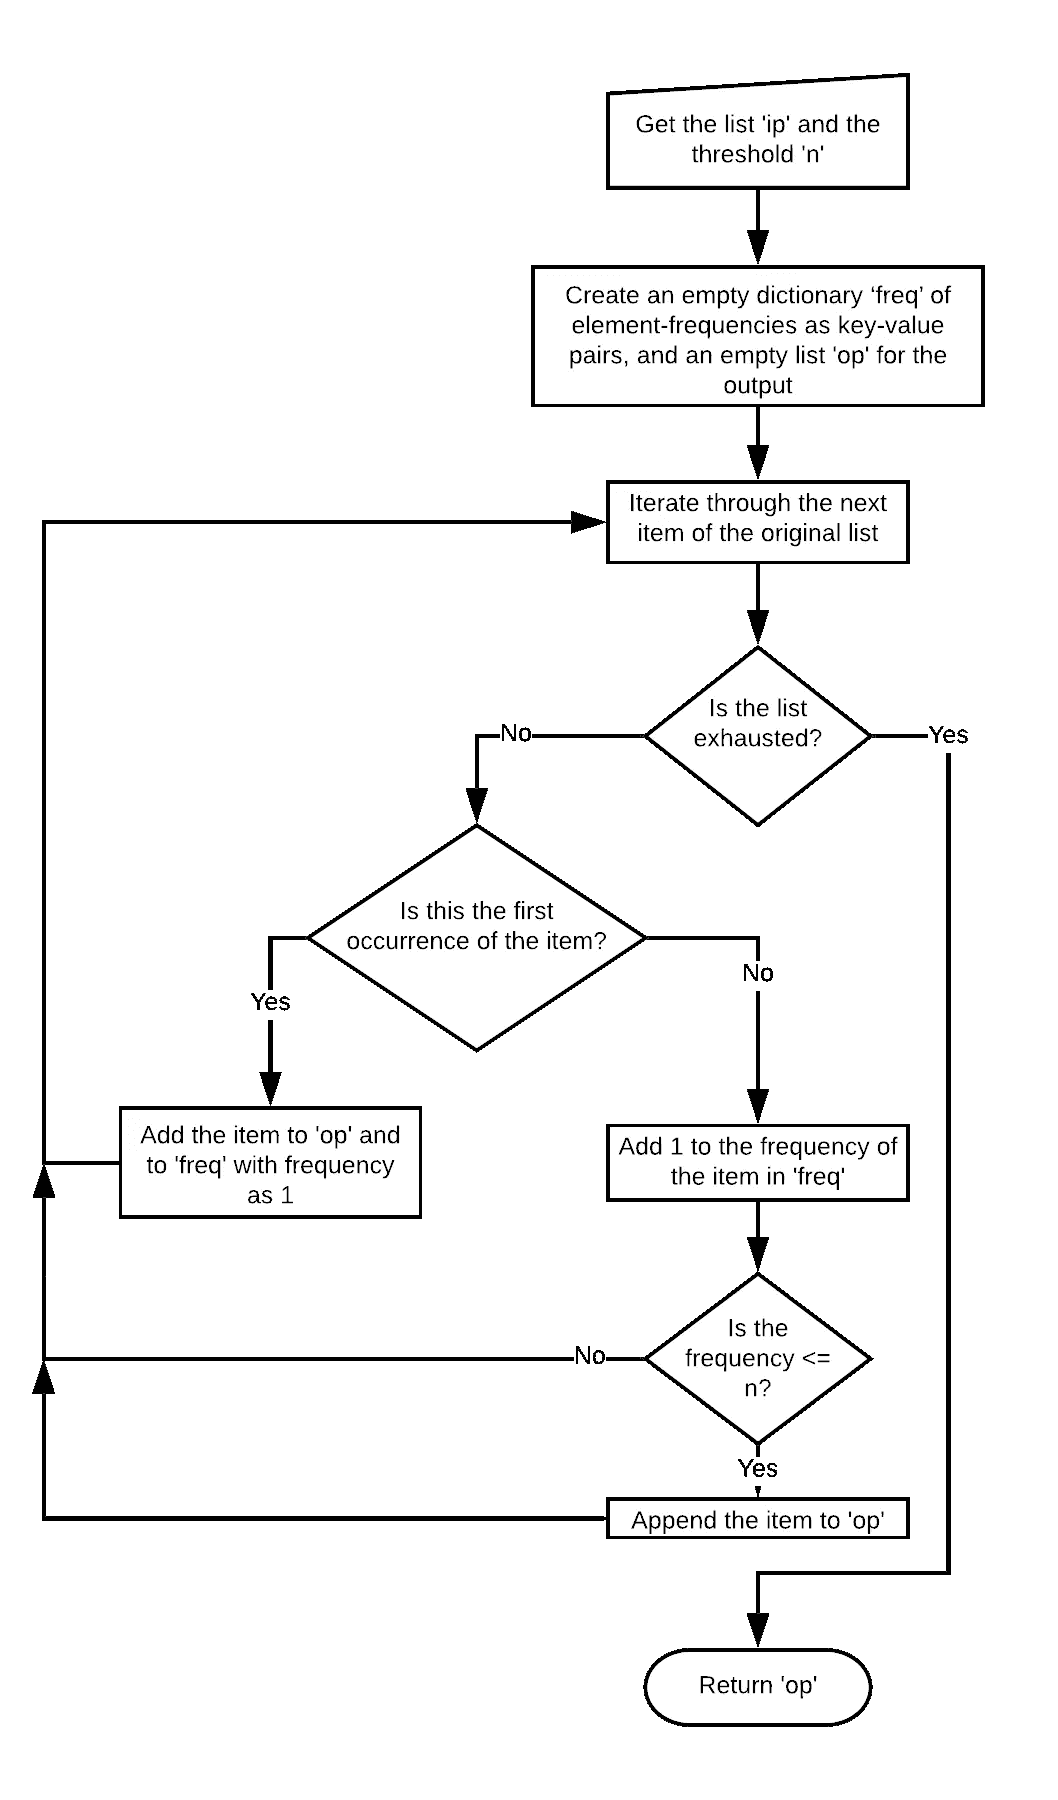 Get the list 'ip' and the
threshold 'n'
Create an empty dictionary ‘freq’ of
element-frequencies as key-value
pairs, and an empty list 'op' for the
output
Iterate through the next
item of the original list
Is the list
exhausted?
No
Yes
Is this the first
occurrence of the item?
Yes
No
Add the item to 'op' and
to 'freq' with frequency
as 1
Add 1 to the frequency of
the item in 'freq'
Is the
frequency <=
n?
No
Yes
Append the item to 'op'
Return 'op'